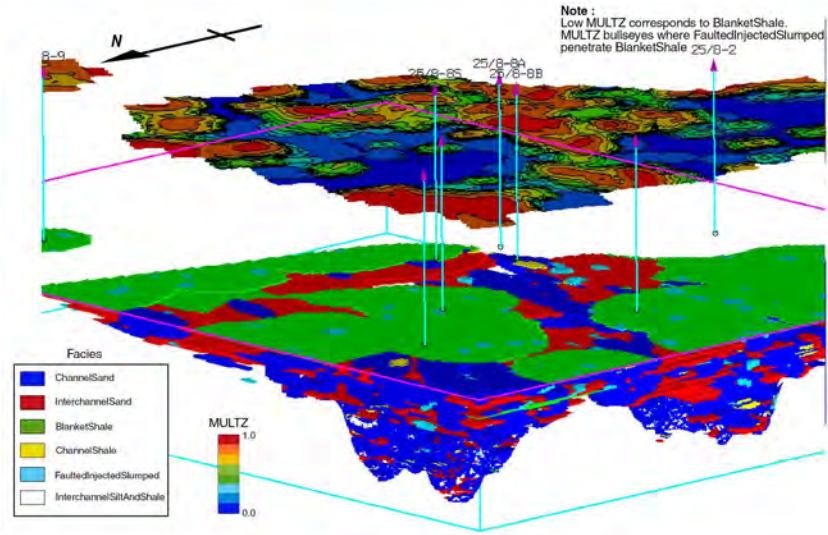 Note :
Low MULTZ corresponds to BlanketShale.
MULTZ bullseyes where FaultedInjectedSlumped
penetrate BlanketShale 25/8-2
N
8-9
25/8-8S
25/8-8A
25/8-8B
Facies
ChannelSand
InterchannelSand
BlanketShale
ChannelShale
FaultedInjectedSlumped
InterchannelSiltAndShale
MULTZ
1.0
0.0